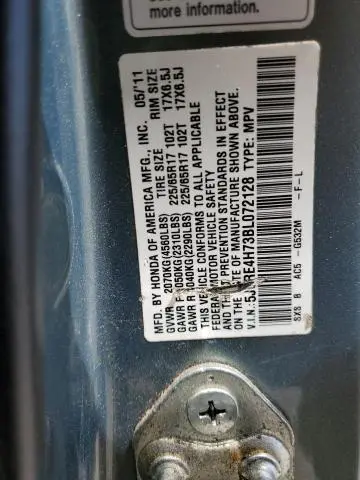 more information.
MFD. BY HONDA OF AMERICA MFG., INC. 05/'11
TIRE SIZE RIM SIZE
GVWR 2070KG(4560LBS)
GAWR F 1050KG(2310LBS) 225/65R17 102T 17X6.5J
GAWR R 1040KG(2290LBS) 225/65R17 102T 17X6.5J
THIS VEHICLE CONFORMS TO ALL APPLICABLE
FEDERAL MOTOR VEHICLE SAFETY
AND THEFT PREVENTION STANDARDS IN EFFECT
ON THE DATE OF MANUFACTURE SHOWN ABOVE.
V.I.N.: 5J RE4H73BL072128 TYPE: MPV
SXS B AC5 - G532M - F - L